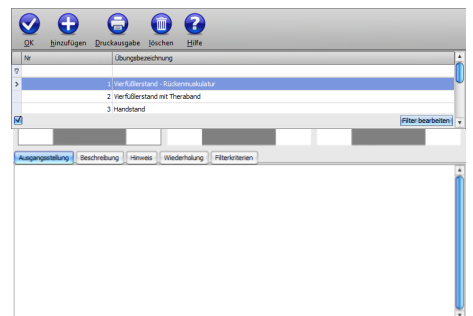 ?
OK hinzufügen Druckausgabe löschen Hilfe
Nr Übungsbezeichnung
1 Vierfüßlerstand - Rückenmuskulatur
2 Vierfüßlerstand mit Theraband
3 Handstand
Filter bearbeiten
Ausgangsstellung Beschreibung Hinweis Wiederholung Filterkriterien